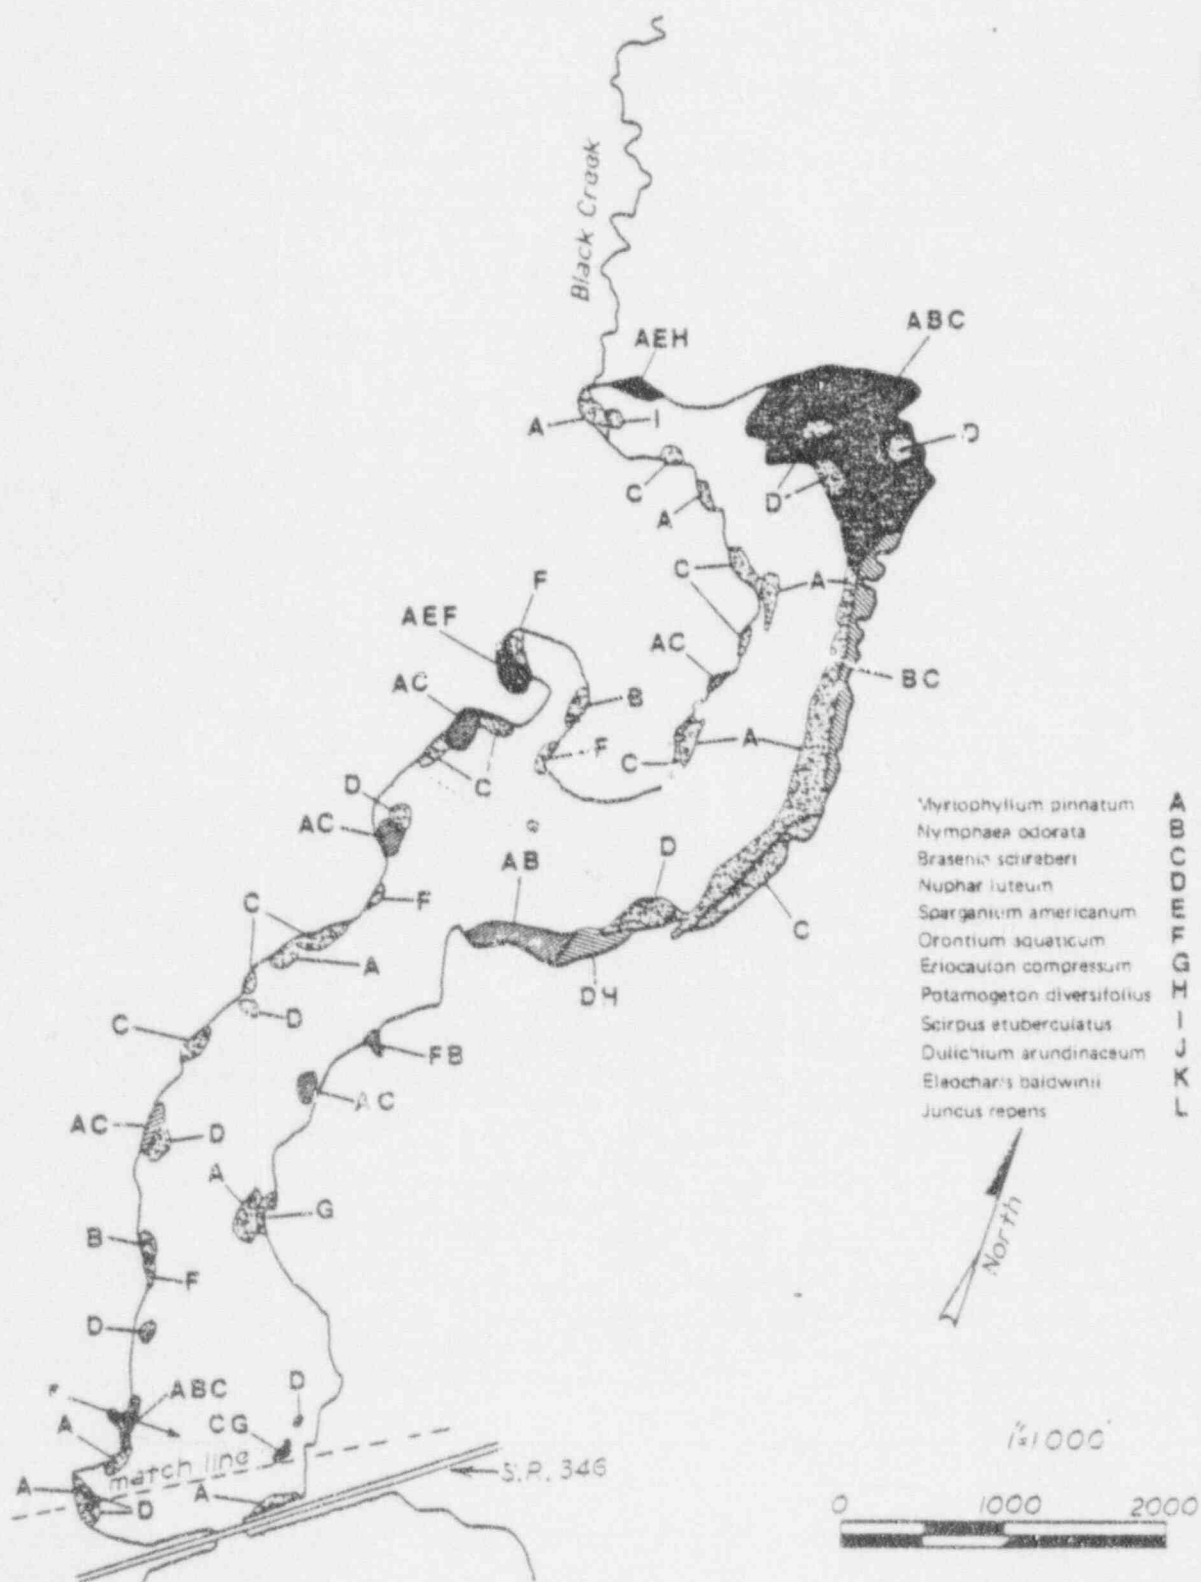 Black Creek
ABC
AEH
A
I
D
C
D
A
C
A
F
AEF
AC
AC
B
BC
A
F
C
C
D
AC
Myriophyllum pinnatum A
Nymphaea odorata B
Brasenia schreberi C
Nuphar luteum D
Sparganium americanum E
Orontium aquaticum F
Eriocaulon compressum G
Potamogeton diversifolius H
Scirpus etuberculatus I
Dulichium arundinaceum J
Eleocharis baldwinii K
Juncus repens L
AB
D
C
F
C
A
DH
D
C
FB
AC
AC
D
A
G
B
F
D
North
D
ABC
CG
A
match line
S.R. 346
A
D
A
1"=1000'
0 1000 2000